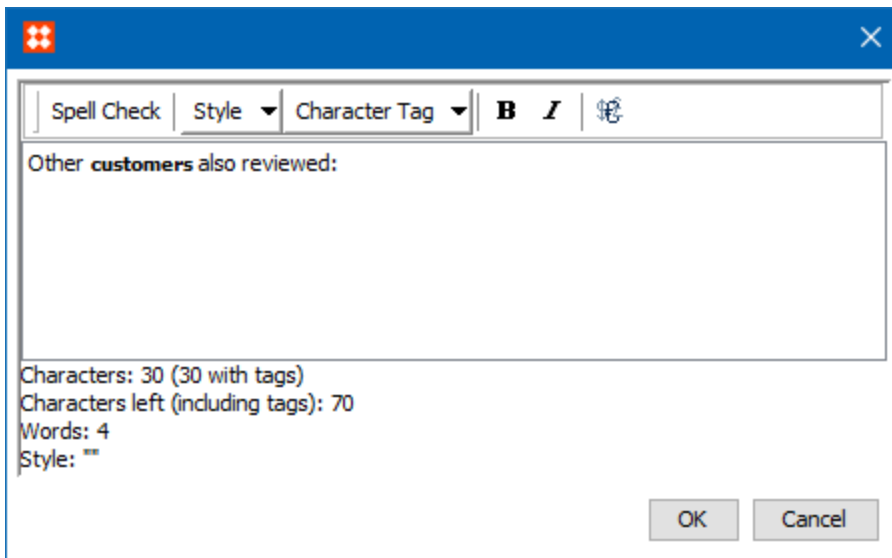 Spell Check Style Character Tag B I
Other customers also reviewed:
Characters: 30 (30 with tags)
Characters left (including tags): 70
Words: 4
Style: ""
OK Cancel